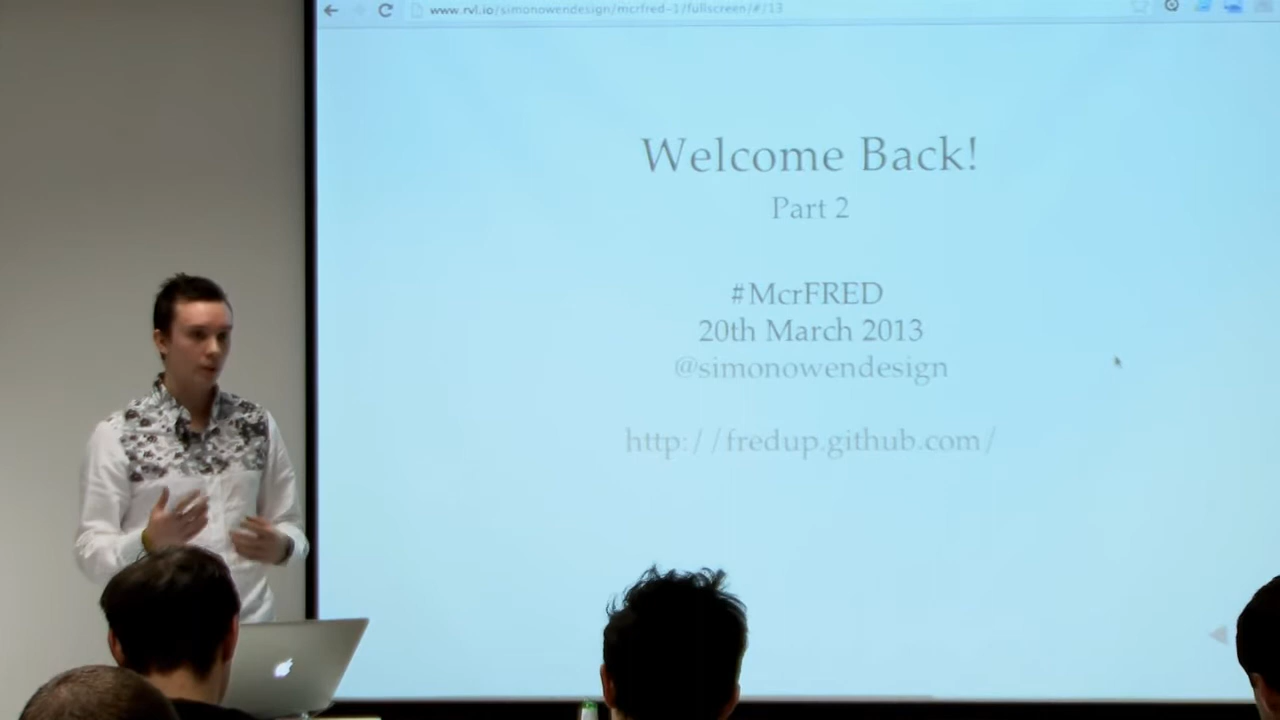 www.rvl.io/simonowendesign/mcrfred-1/fullscreen/#/13
Welcome Back!
Part 2
#McrFRED
20th March 2013
@simonowendesign
http://fredup.github.com/